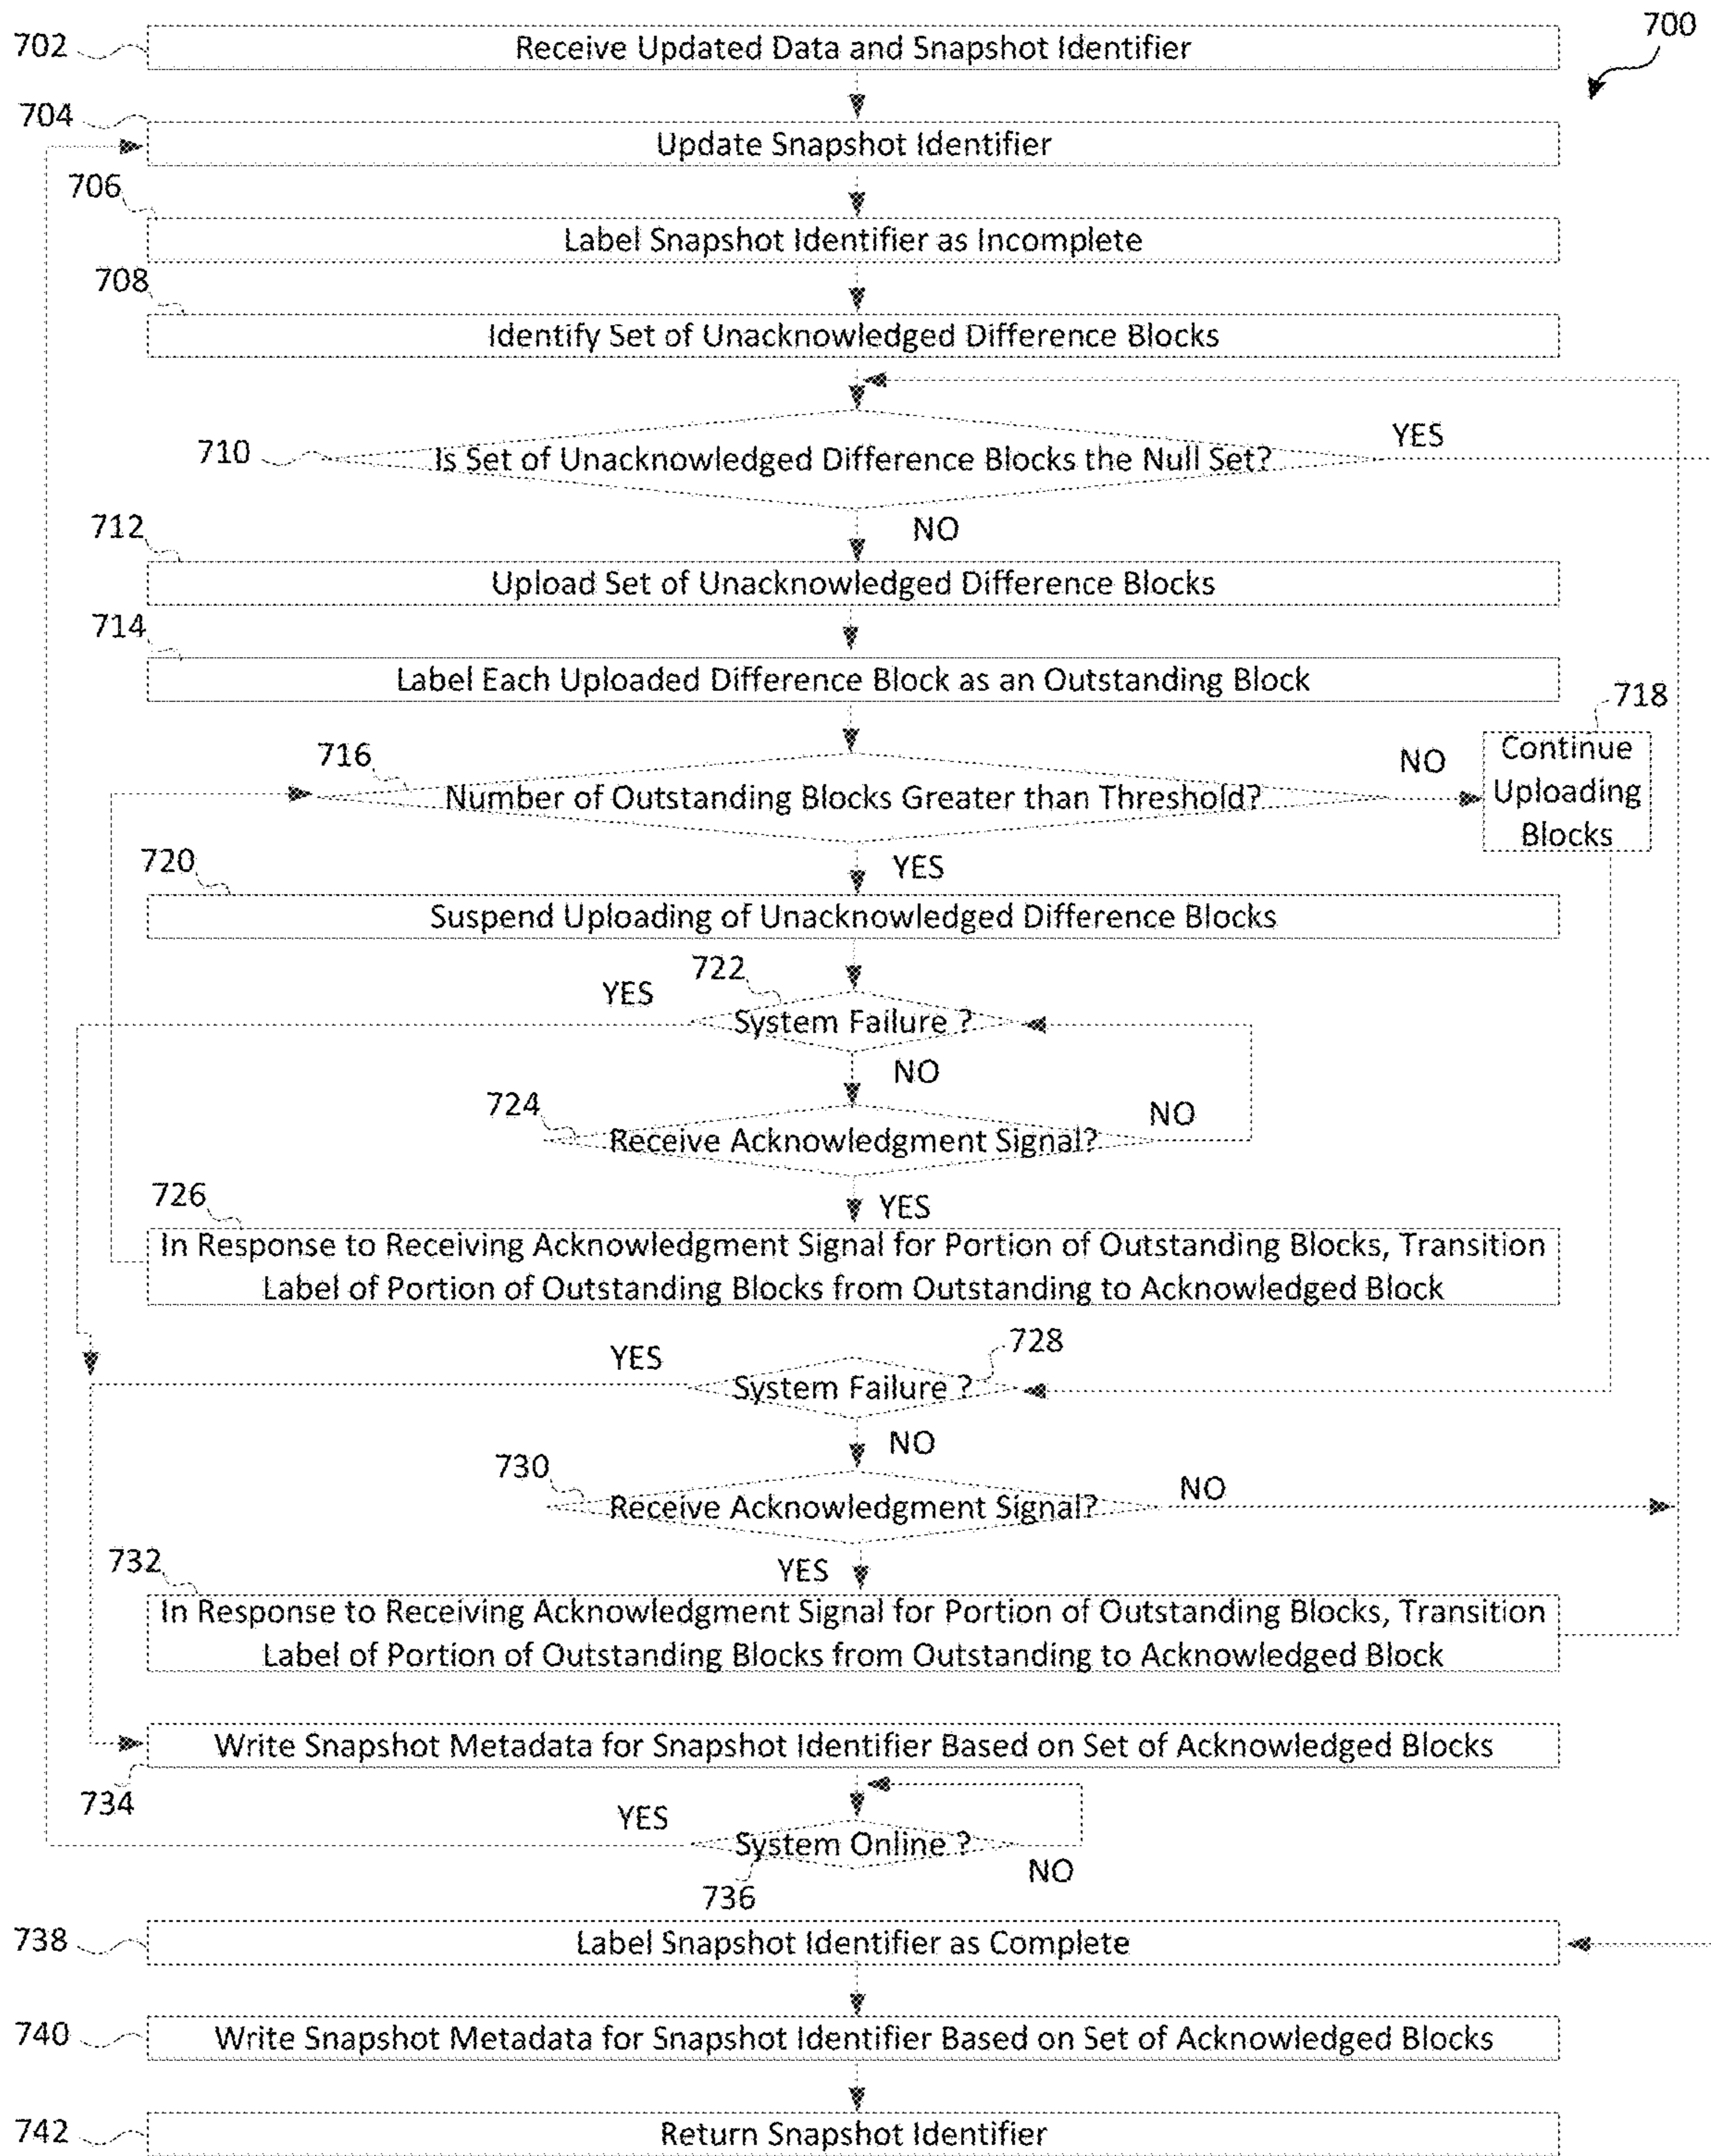 700
702
Receive Updated Data and Snapshot Identifier
704
Update Snapshot Identifier
706
Label Snapshot Identifier as Incomplete
708
Identify Set of Unacknowledged Difference Blocks
710
Is Set of Unacknowledged Difference Blocks the Null Set?
YES
NO
712
Upload Set of Unacknowledged Difference Blocks
714
Label Each Uploaded Difference Block as an Outstanding Block
716
Number of Outstanding Blocks Greater than Threshold?
NO
718
Continue
Uploading
Blocks
YES
720
Suspend Uploading of Unacknowledged Difference Blocks
722
YES
System Failure ?
NO
724
Receive Acknowledgment Signal?
NO
YES
726
In Response to Receiving Acknowledgment Signal for Portion of Outstanding Blocks, Transition
Label of Portion of Outstanding Blocks from Outstanding to Acknowledged Block
728
YES
System Failure ?
NO
730
Receive Acknowledgment Signal?
NO
YES
732
In Response to Receiving Acknowledgment Signal for Portion of Outstanding Blocks, Transition
Label of Portion of Outstanding Blocks from Outstanding to Acknowledged Block
Write Snapshot Metadata for Snapshot Identifier Based on Set of Acknowledged Blocks
734
YES
System Online ?
NO
736
738
Label Snapshot Identifier as Complete
740
Write Snapshot Metadata for Snapshot Identifier Based on Set of Acknowledged Blocks
742
Return Snapshot Identifier